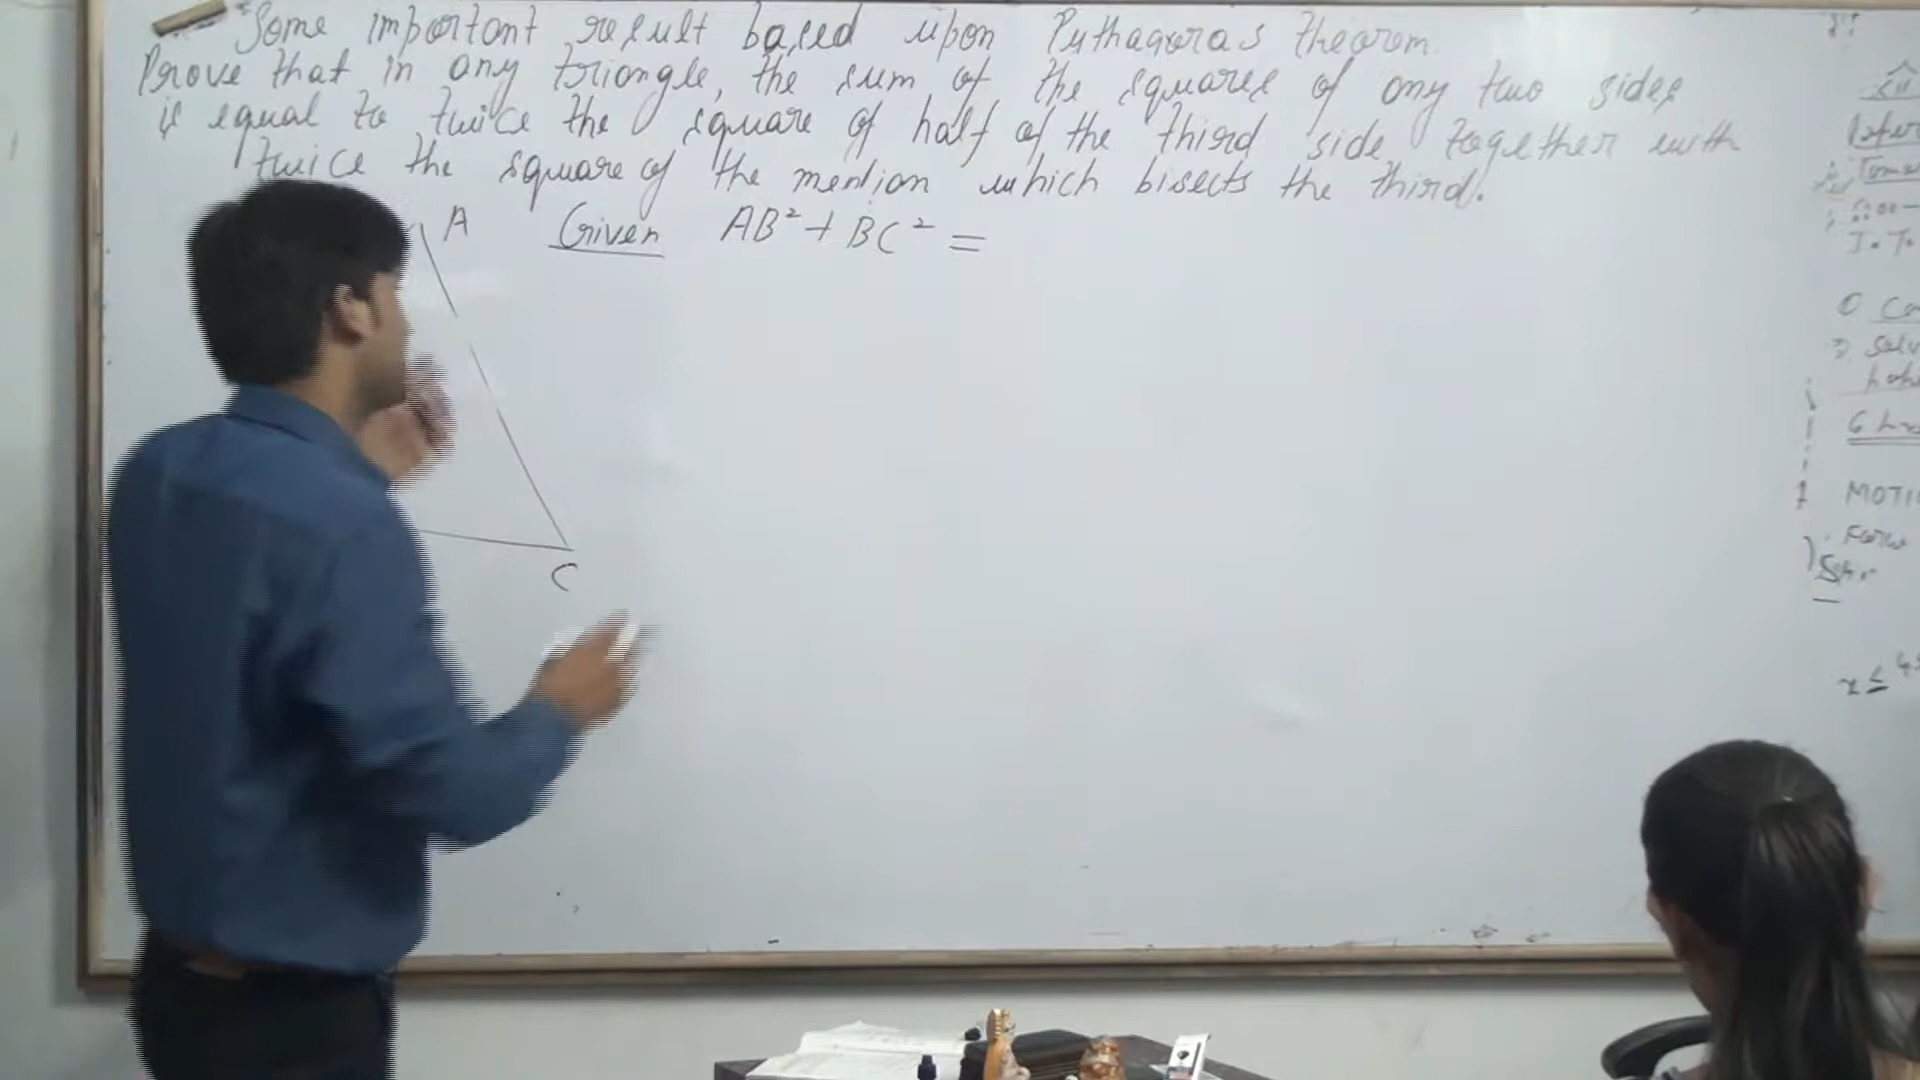 Some important result based upon Pythagoras theorem.
Prove that in any triangle, the sum of the squares of any two sides
is equal to twice the square of half of the third side together with
twice the square of the median which bisects the third.
A
Given AB² + BC² =
C
MOTI
x ≤